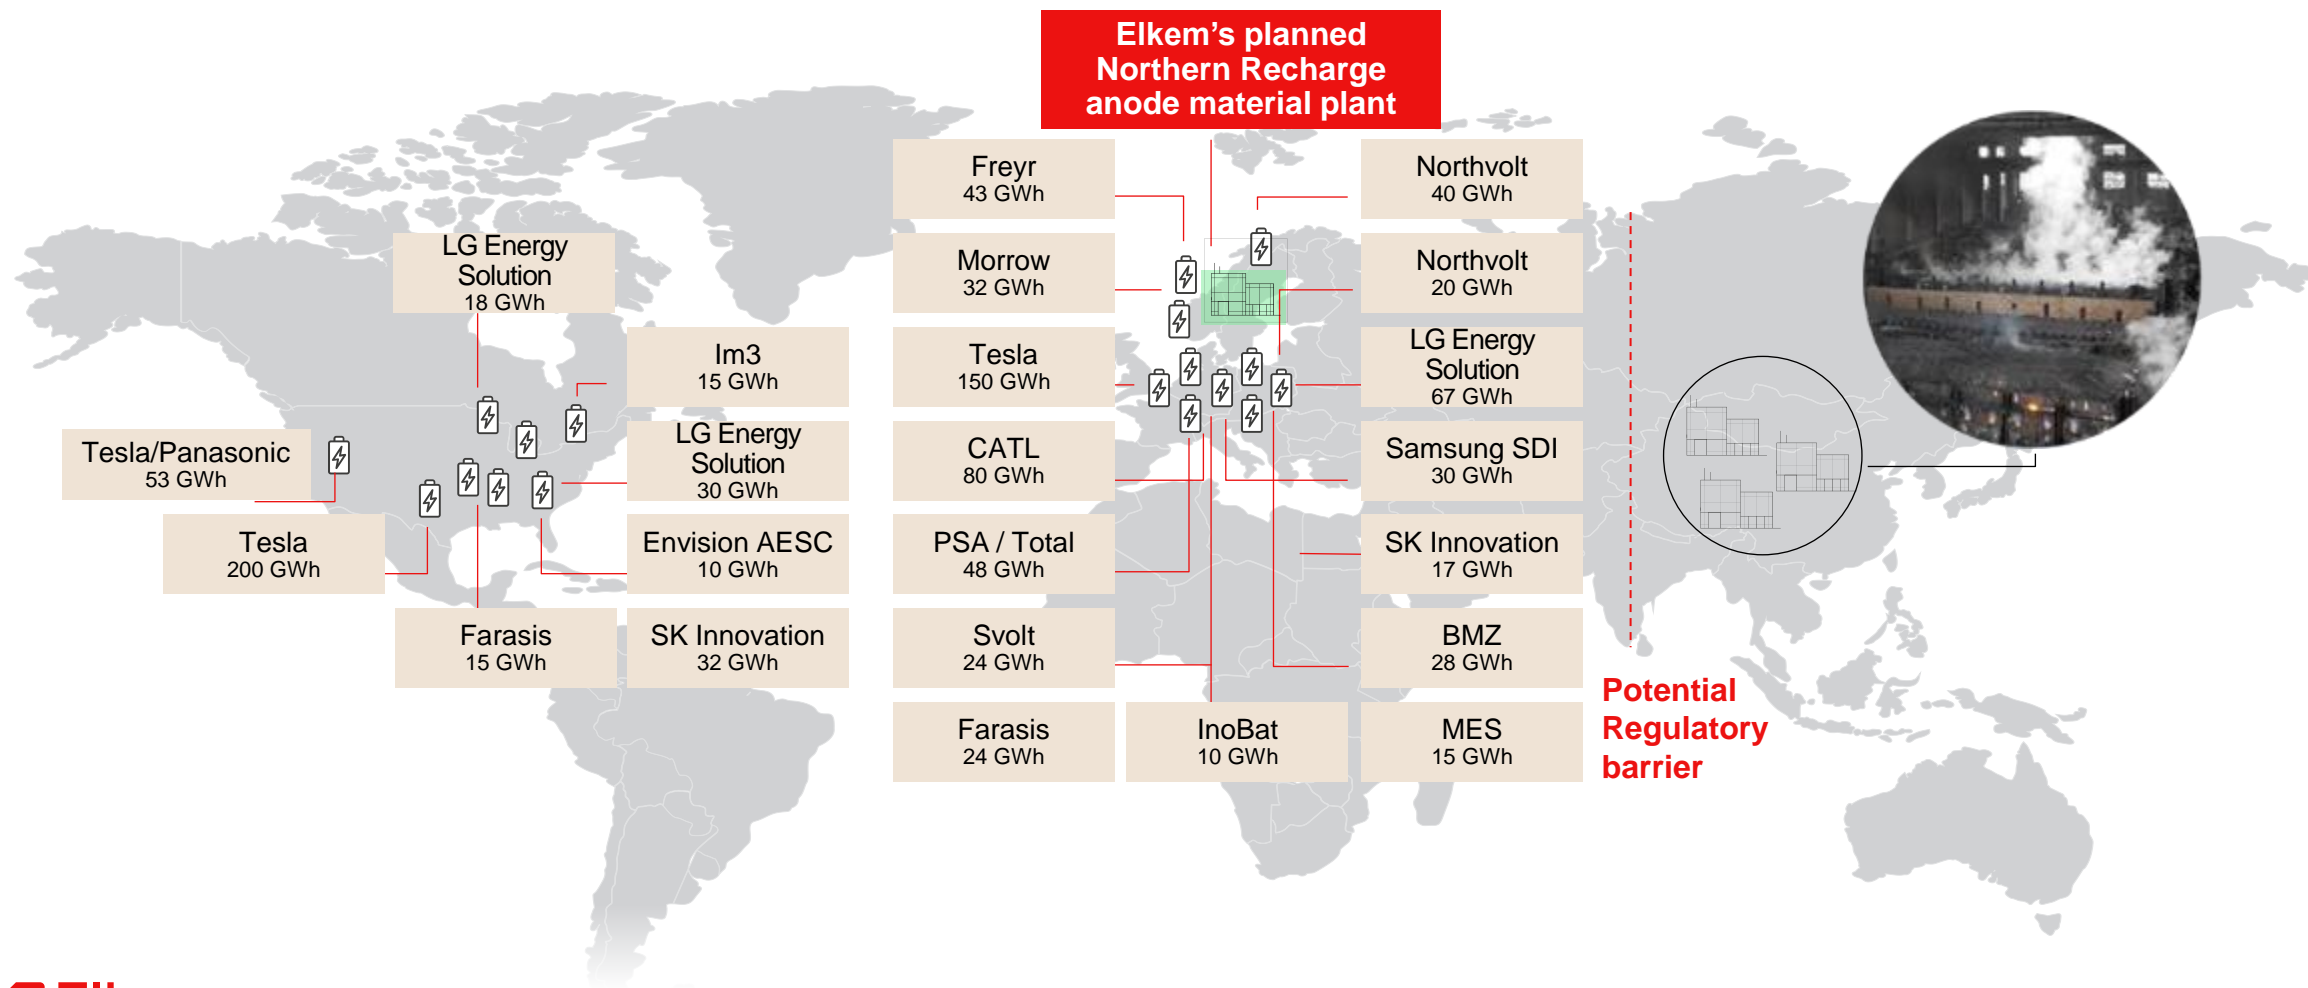 Elkem’s planned
Northern Recharge
anode material plant
Freyr
43 GWh
Northvolt
40 GWh
LG Energy
Solution
18 GWh
Morrow
32 GWh
Northvolt
20 GWh
Im3
15 GWh
Tesla
150 GWh
LG Energy
Solution
67 GWh
Tesla/Panasonic
53 GWh
LG Energy
Solution
30 GWh
CATL
80 GWh
Samsung SDI
30 GWh
Tesla
200 GWh
Envision AESC
10 GWh
PSA / Total
48 GWh
SK Innovation
17 GWh
Farasis
15 GWh
SK Innovation
32 GWh
Svolt
24 GWh
BMZ
28 GWh
Potential
Regulatory
barrier
Farasis
24 GWh
InoBat
10 GWh
MES
15 GWh